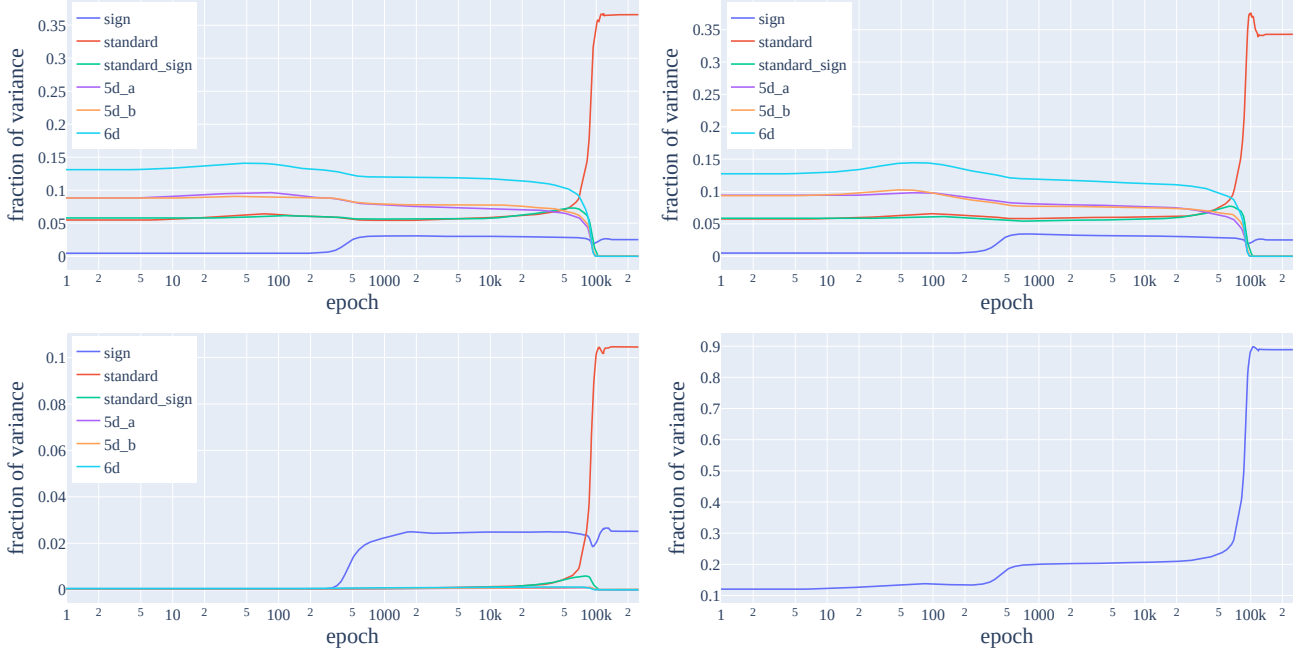 sign
standard
standard_sign
5d_a
5d_b
6d
fraction of variance
0.35
0.3
0.25
0.2
0.15
0.1
0.05
0
1 2 5 10 2 5 100 2 5 1000 2 5 10k 2 5 100k 2
epoch
sign
standard
standard_sign
5d_a
5d_b
6d
fraction of variance
0.35
0.3
0.25
0.2
0.15
0.1
0.05
0
1 2 5 10 2 5 100 2 5 1000 2 5 10k 2 5 100k 2
epoch
sign
standard
standard_sign
5d_a
5d_b
6d
fraction of variance
0.1
0.08
0.06
0.04
0.02
0
1 2 5 10 2 5 100 2 5 1000 2 5 10k 2 5 100k 2
epoch
fraction of variance
0.9
0.8
0.7
0.6
0.5
0.4
0.3
0.2
0.1
1 2 5 10 2 5 100 2 5 1000 2 5 10k 2 5 100k 2
epoch